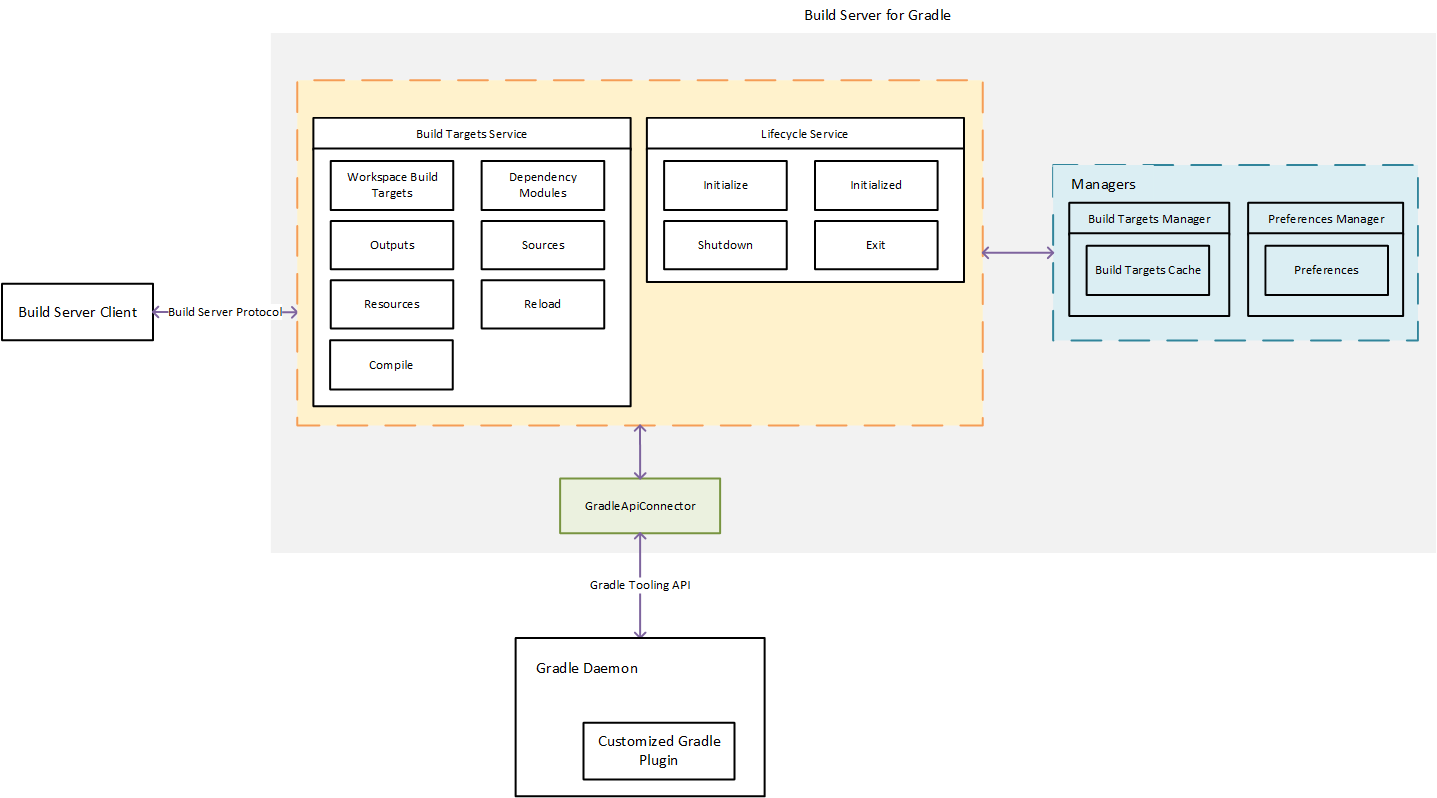 Build Server for Gradle
Build Targets Service
Workspace Build
Targets
Dependency
Modules
Outputs
Sources
Resources
Reload
Compile
Lifecycle Service
Initialize
Initialized
Shutdown
Exit
Managers
Build Targets Manager
Build Targets Cache
Preferences Manager
Preferences
Build Server Client
Build Server Protocol
GradleApiConnector
Gradle Tooling API
Gradle Daemon
Customized Gradle
Plugin